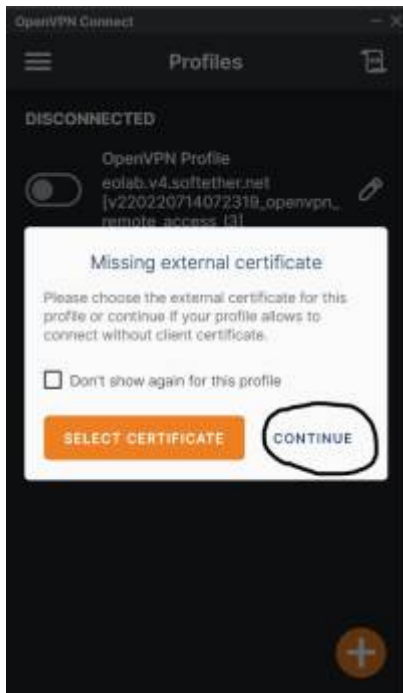 OpenVPN Connect
Profiles
DISCONNECTED
OpenVPN Profile
eolab.v4.softether.net
[v220220714072319_openvpn_
remote_access_l3]
Missing external certificate
Please choose the external certificate for this
profile or continue if your profile allows to
connect without client certificate.
Don't show again for this profile
SELECT CERTIFICATE
CONTINUE